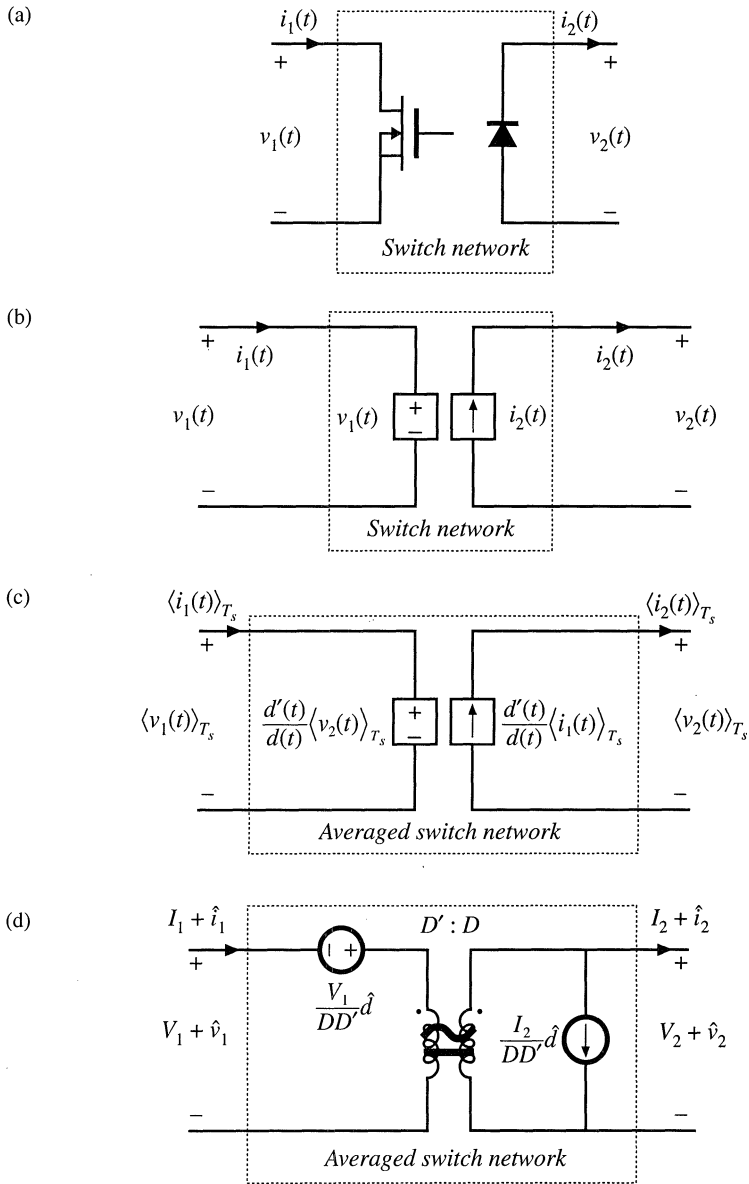 (a)
i₁(t) i₂(t)
+ +
v₁(t) v₂(t)
− −
Switch network
(b)
+ i₁(t) i₂(t) +
v₁(t) v₁(t) + − i₂(t) v₂(t)
− −
Switch network
(c)
⟨i₁(t)⟩Tₛ ⟨i₂(t)⟩Tₛ
+ +
⟨v₁(t)⟩Tₛ d′(t)/d(t) ⟨v₂(t)⟩Tₛ + − d′(t)/d(t) ⟨i₁(t)⟩Tₛ ⟨v₂(t)⟩Tₛ
− −
Averaged switch network
(d)
I₁ + î₁ D′ : D I₂ + î₂
+ − + +
V₁ + v̂₁ V₁/DD′ d̂ I₂/DD′ d̂ V₂ + v̂₂
− −
Averaged switch network